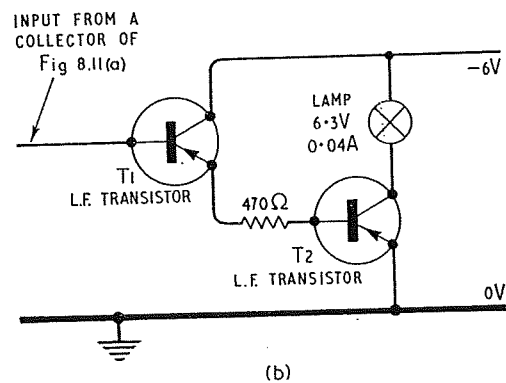 INPUT FROM A
COLLECTOR OF
Fig 8.11(a)
-6V
LAMP
6·3V
0·04A
T1
L.F. TRANSISTOR
470Ω
T2
L.F. TRANSISTOR
0V
(b)